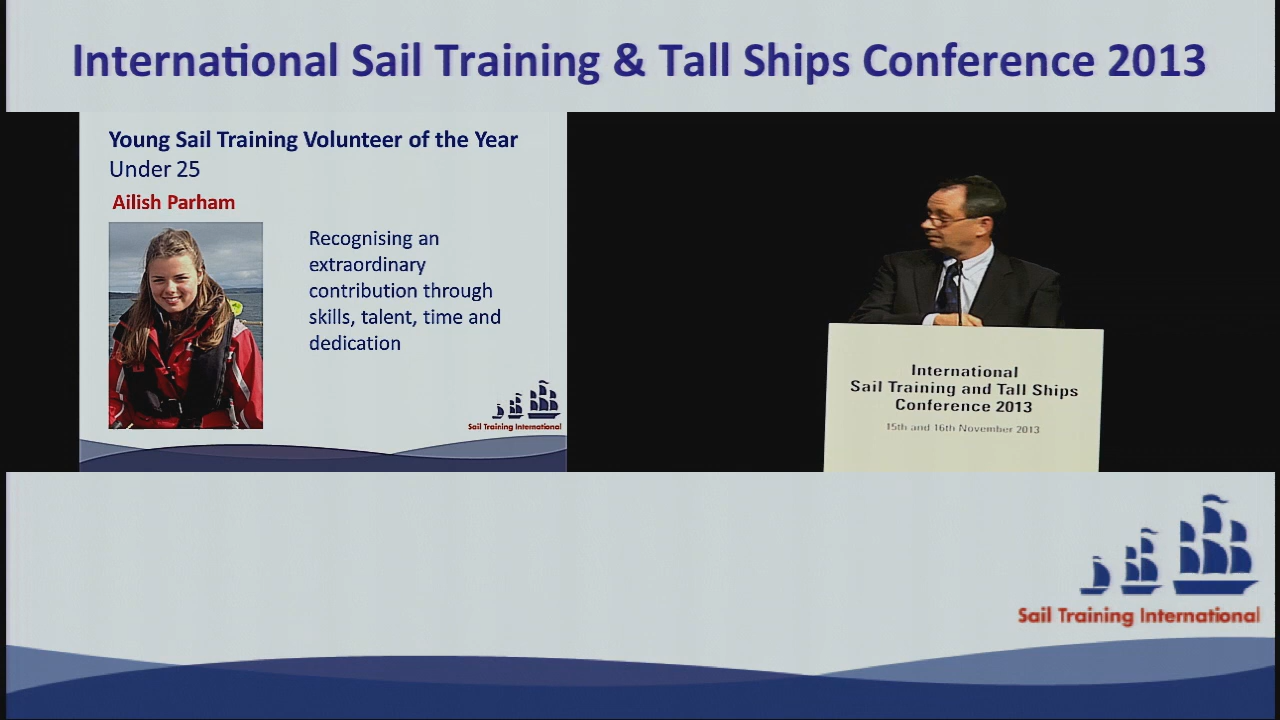 International Sail Training & Tall Ships Conference 2013
Young Sail Training Volunteer of the Year
Under 25
Ailish Parham
Recognising an
extraordinary
contribution through
skills, talent, time and
dedication
Sail Training International
International
Sail Training and Tall Ships
Conference 2013
15th and 16th November 2013
Sail Training International